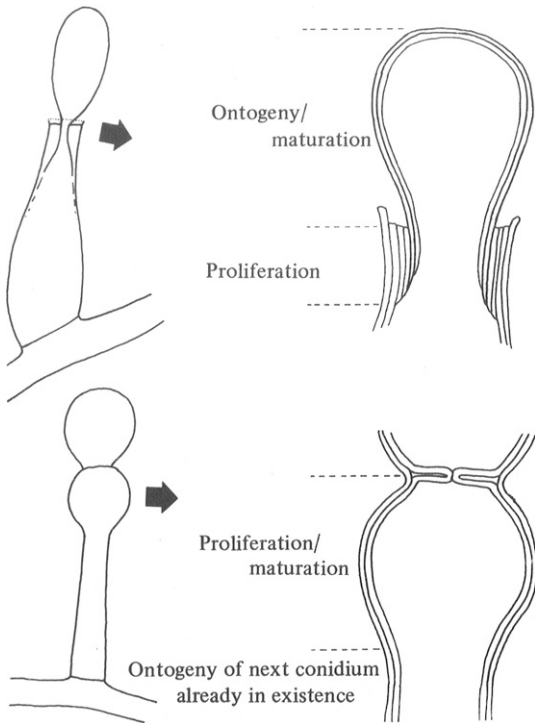 Ontogeny/
maturation
Proliferation
Proliferation/
maturation
Ontogeny of next conidium
already in existence